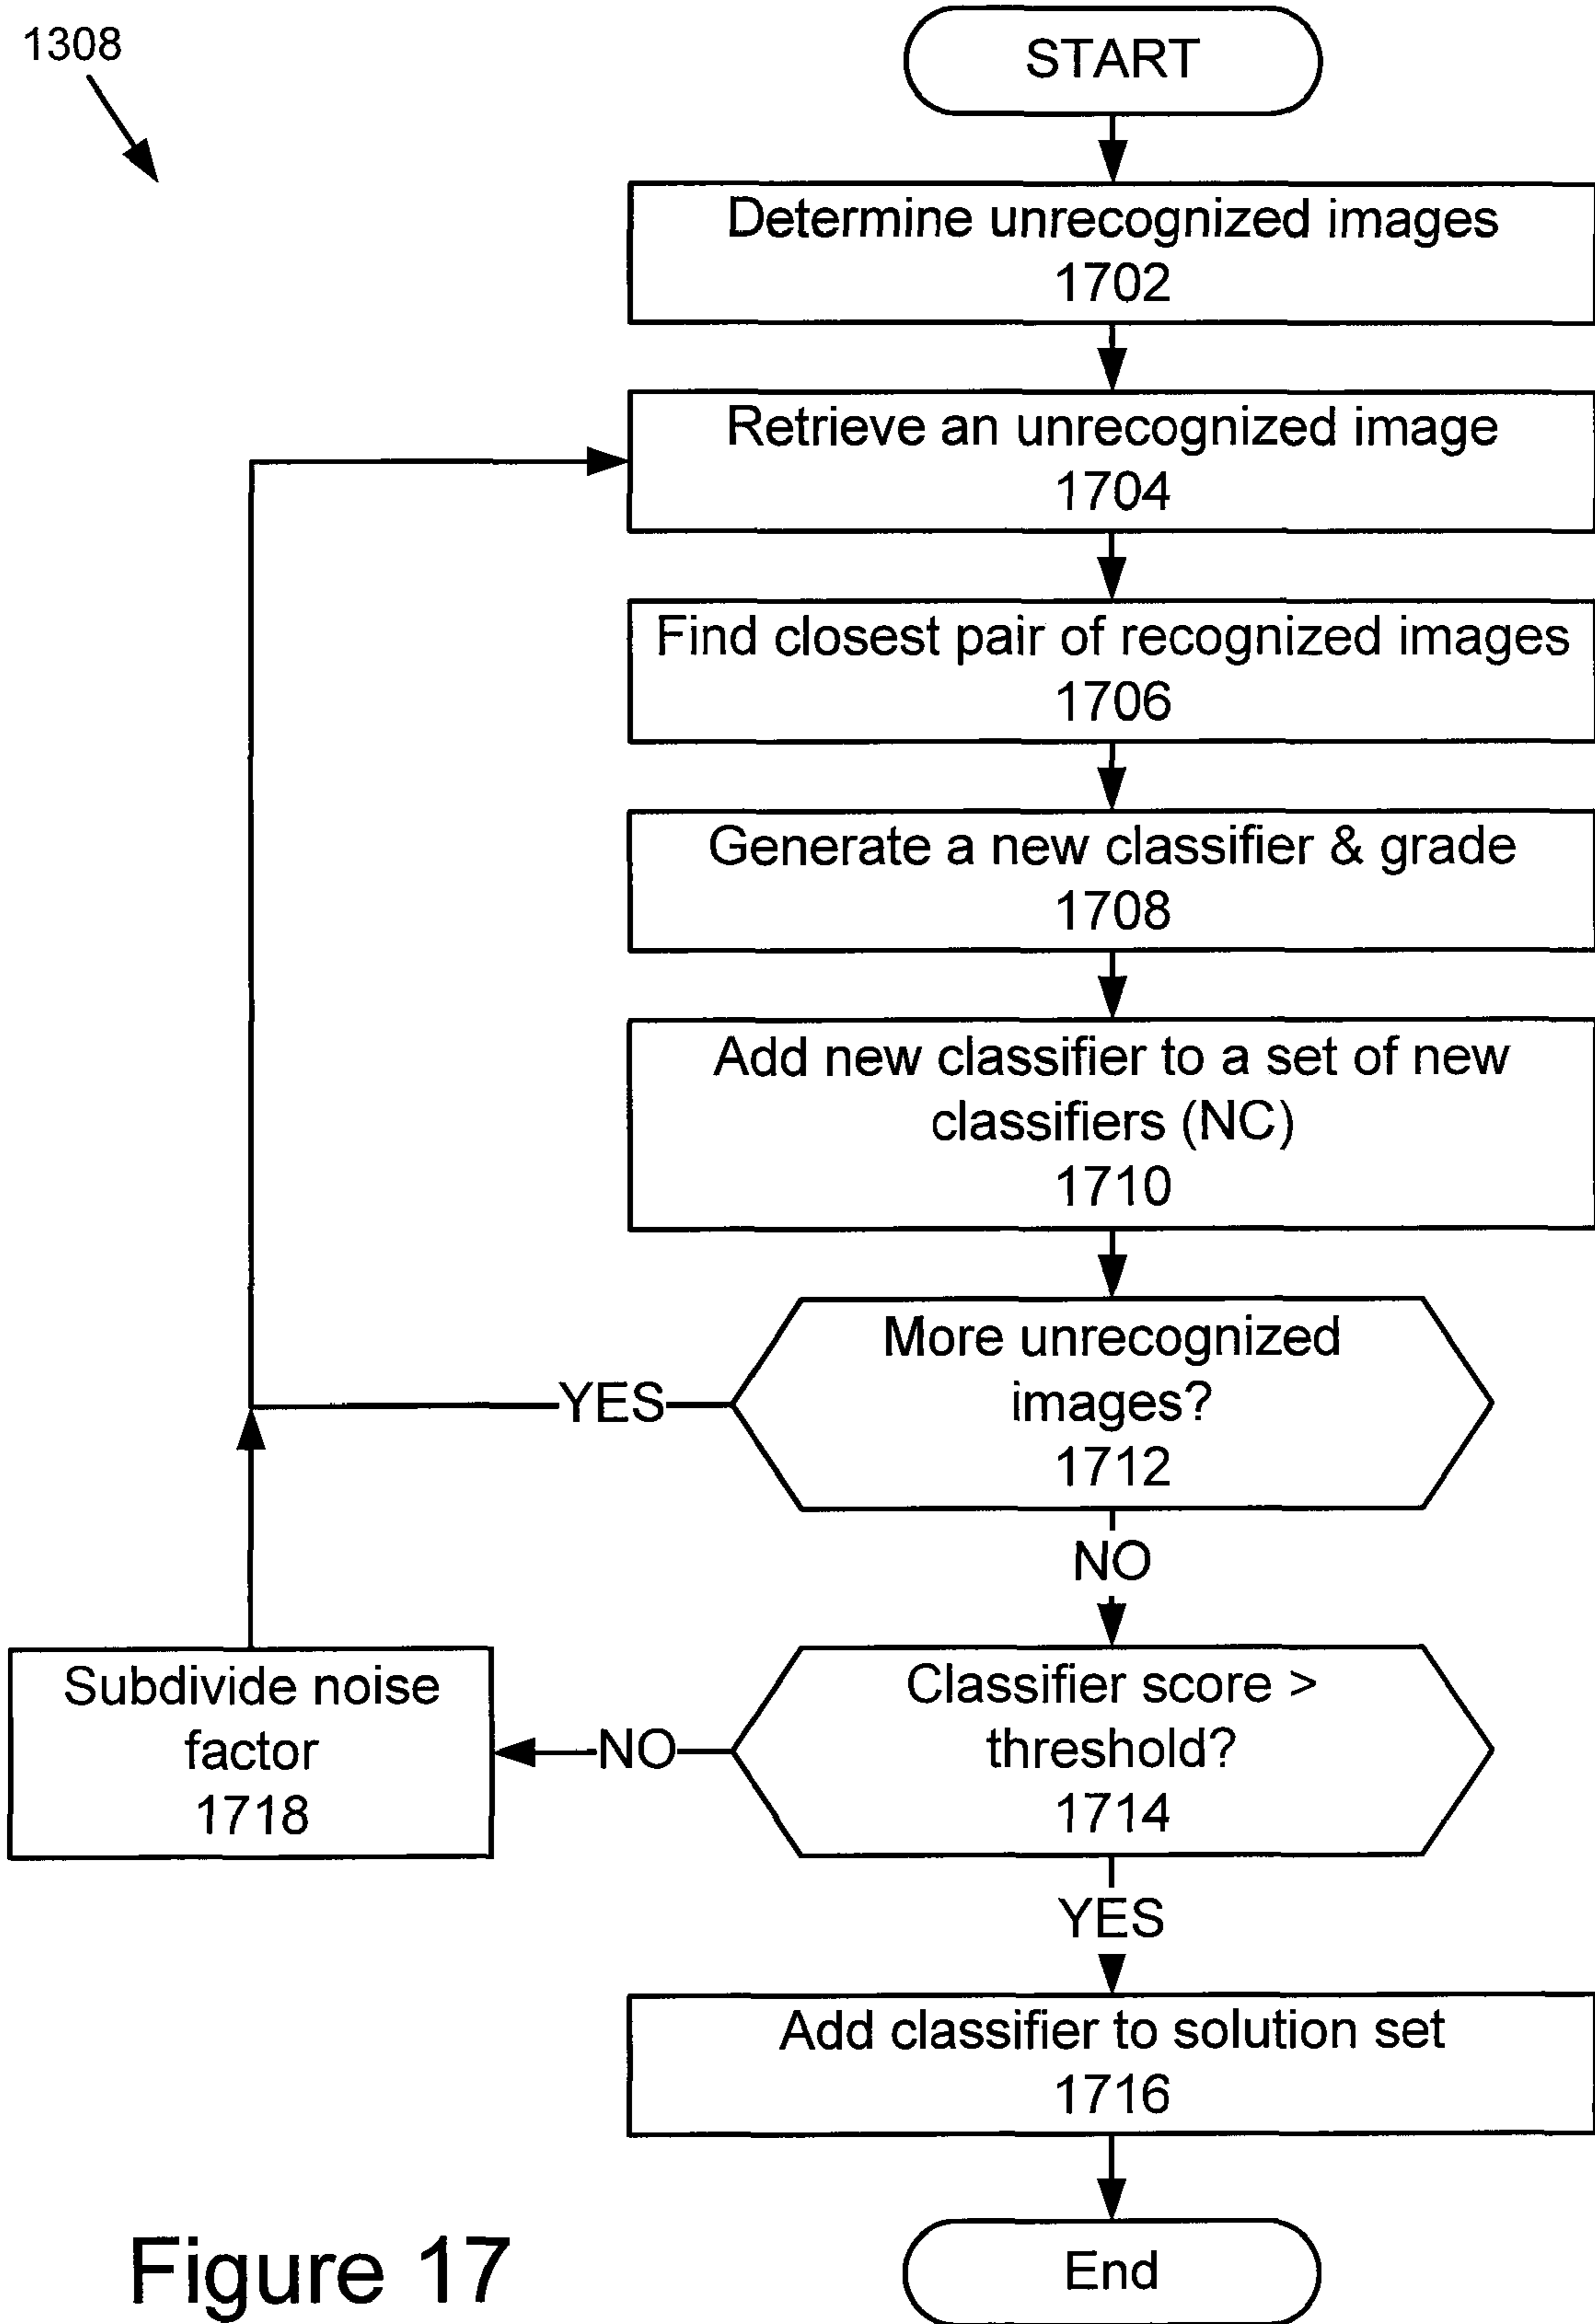 1308
START
Determine unrecognized images
1702
Retrieve an unrecognized image
1704
Find closest pair of recognized images
1706
Generate a new classifier & grade
1708
Add new classifier to a set of new
classifiers (NC)
1710
More unrecognized
images?
1712
YES
NO
Classifier score >
threshold?
1714
NO
Subdivide noise
factor
1718
YES
Add classifier to solution set
1716
End
Figure 17